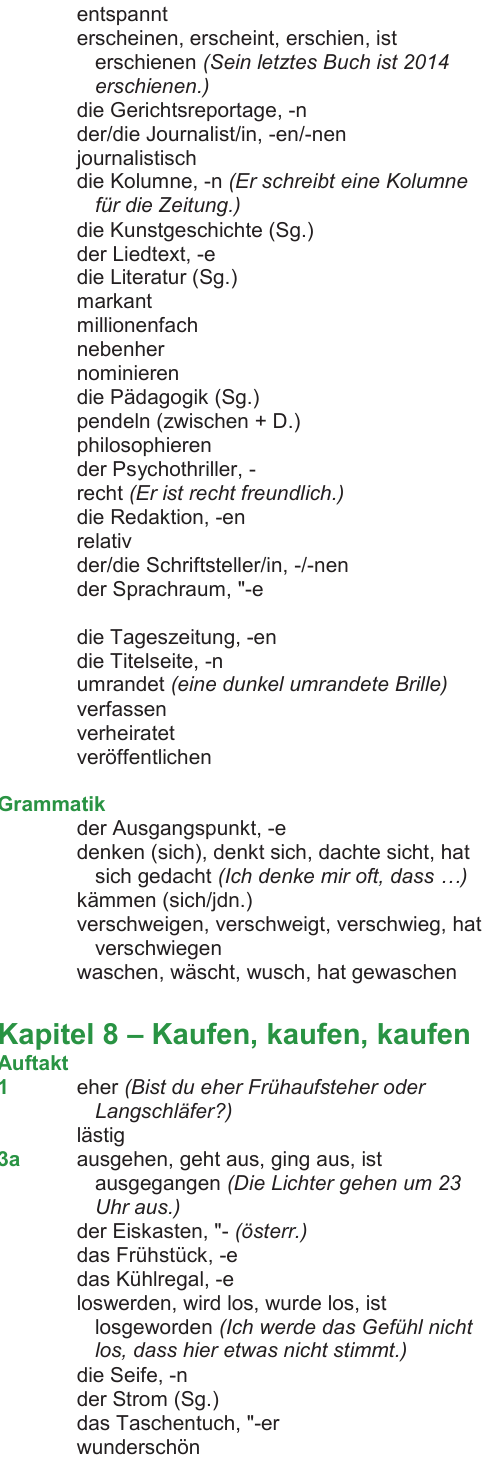 entspannt
erscheinen, erscheint, erschien, ist
erschienen (Sein letztes Buch ist 2014
erschienen.)
die Gerichtsreportage, -n
der/die Journalist/in, -en/-nen
journalistisch
die Kolumne, -n (Er schreibt eine Kolumne
für die Zeitung.)
die Kunstgeschichte (Sg.)
der Liedtext, -e
die Literatur (Sg.)
markant
millionenfach
nebenher
nominieren
die Pädagogik (Sg.)
pendeln (zwischen + D.)
philosophieren
der Psychothriller, -
recht (Er ist recht freundlich.)
die Redaktion, -en
relativ
der/die Schriftsteller/in, -/-nen
der Sprachraum, "-e
die Tageszeitung, -en
die Titelseite, -n
umrandet (eine dunkel umrandete Brille)
verfassen
verheiratet
veröffentlichen
Grammatik
der Ausgangspunkt, -e
denken (sich), denkt sich, dachte sicht, hat
sich gedacht (Ich denke mir oft, dass …)
kämmen (sich/jdn.)
verschweigen, verschweigt, verschwieg, hat
verschwiegen
waschen, wäscht, wusch, hat gewaschen
Kapitel 8 – Kaufen, kaufen, kaufen
Auftakt
1 eher (Bist du eher Frühaufsteher oder
Langschläfer?)
lästig
3a ausgehen, geht aus, ging aus, ist
ausgegangen (Die Lichter gehen um 23
Uhr aus.)
der Eiskasten, "- (österr.)
das Frühstück, -e
das Kühlregal, -e
loswerden, wird los, wurde los, ist
losgeworden (Ich werde das Gefühl nicht
los, dass hier etwas nicht stimmt.)
die Seife, -n
der Strom (Sg.)
das Taschentuch, "-er
wunderschön